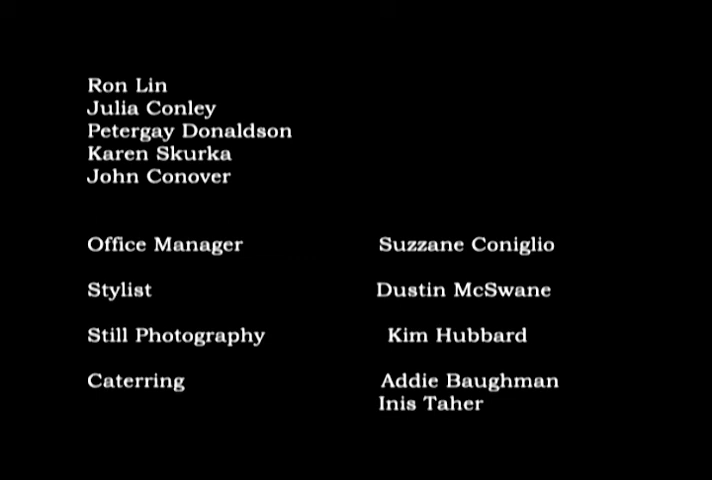 Ron Lin
Julia Conley
Petergay Donaldson
Karen Skurka
John Conover
Office Manager Suzzane Coniglio
Stylist Dustin McSwane
Still Photography Kim Hubbard
Caterring Addie Baughman
Inis Taher